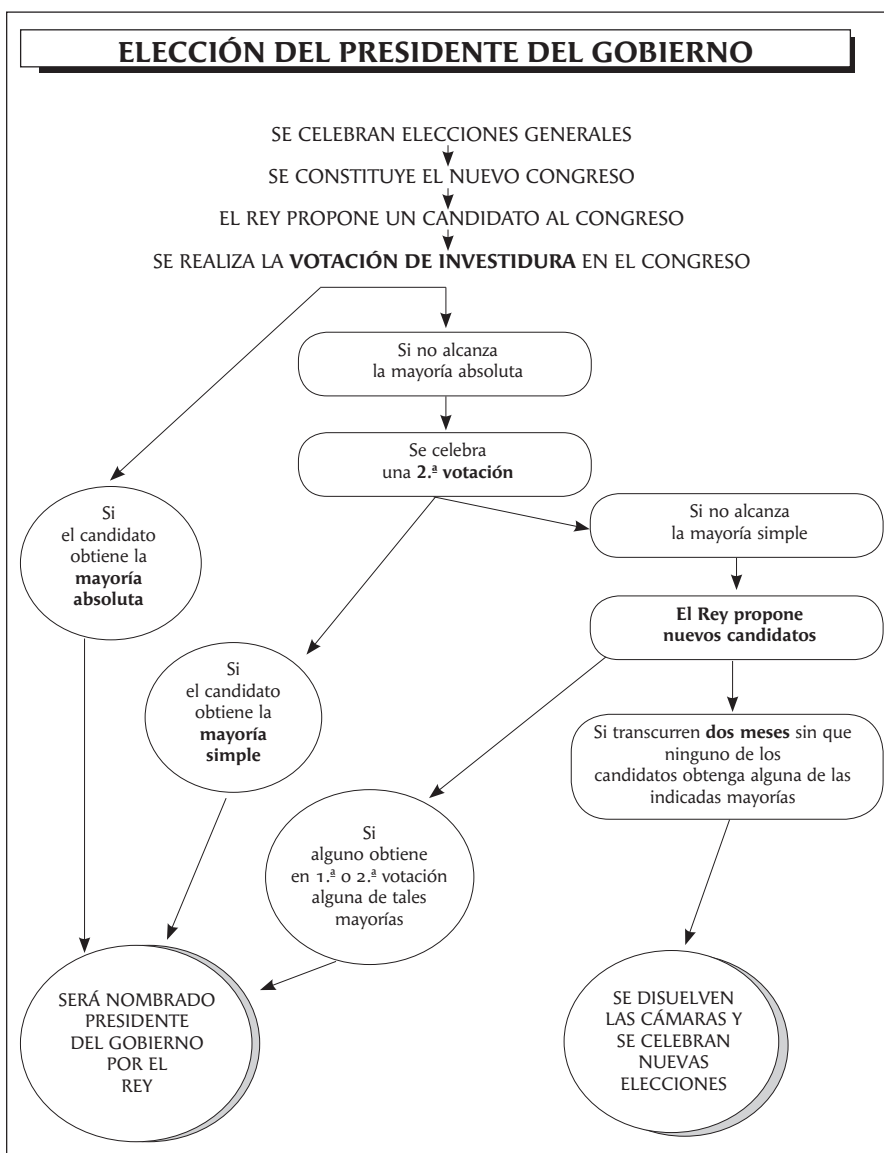 ELECCIÓN DEL PRESIDENTE DEL GOBIERNO
SE CELEBRAN ELECCIONES GENERALES
SE CONSTITUYE EL NUEVO CONGRESO
EL REY PROPONE UN CANDIDATO AL CONGRESO
SE REALIZA LA VOTACIÓN DE INVESTIDURA EN EL CONGRESO
Si no alcanza
la mayoría absoluta
Se celebra
una 2.ª votación
Si
el candidato
obtiene la
mayoría
absoluta
Si no alcanza
la mayoría simple
El Rey propone
nuevos candidatos
Si
el candidato
obtiene la
mayoría
simple
Si transcurren dos meses sin que
ninguno de los
candidatos obtenga alguna de las
indicadas mayorías
Si
alguno obtiene
en 1.ª o 2.ª votación
alguna de tales
mayorías
SERÁ NOMBRADO
PRESIDENTE
DEL GOBIERNO
POR EL
REY
SE DISUELVEN
LAS CÁMARAS Y
SE CELEBRAN
NUEVAS
ELECCIONES